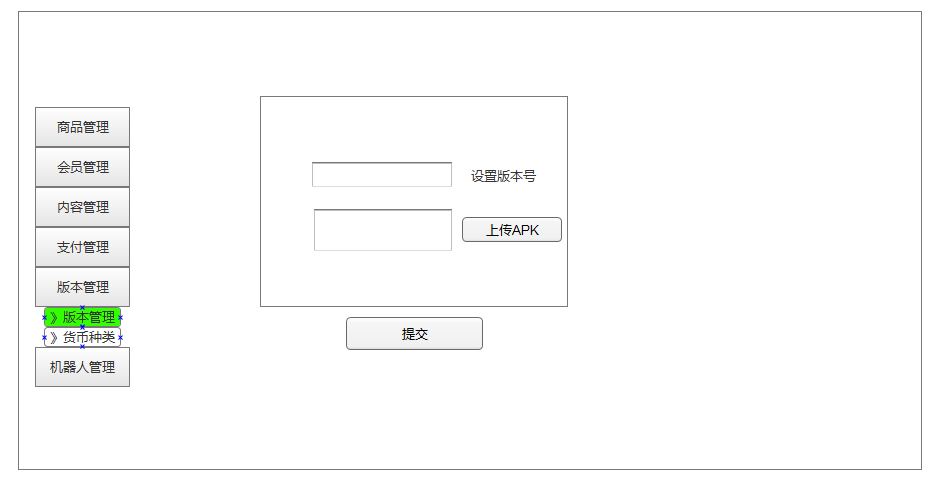 商品管理
会员管理
内容管理
支付管理
版本管理
》版本管理
》货币种类
机器人管理
设置版本号
上传APK
提交